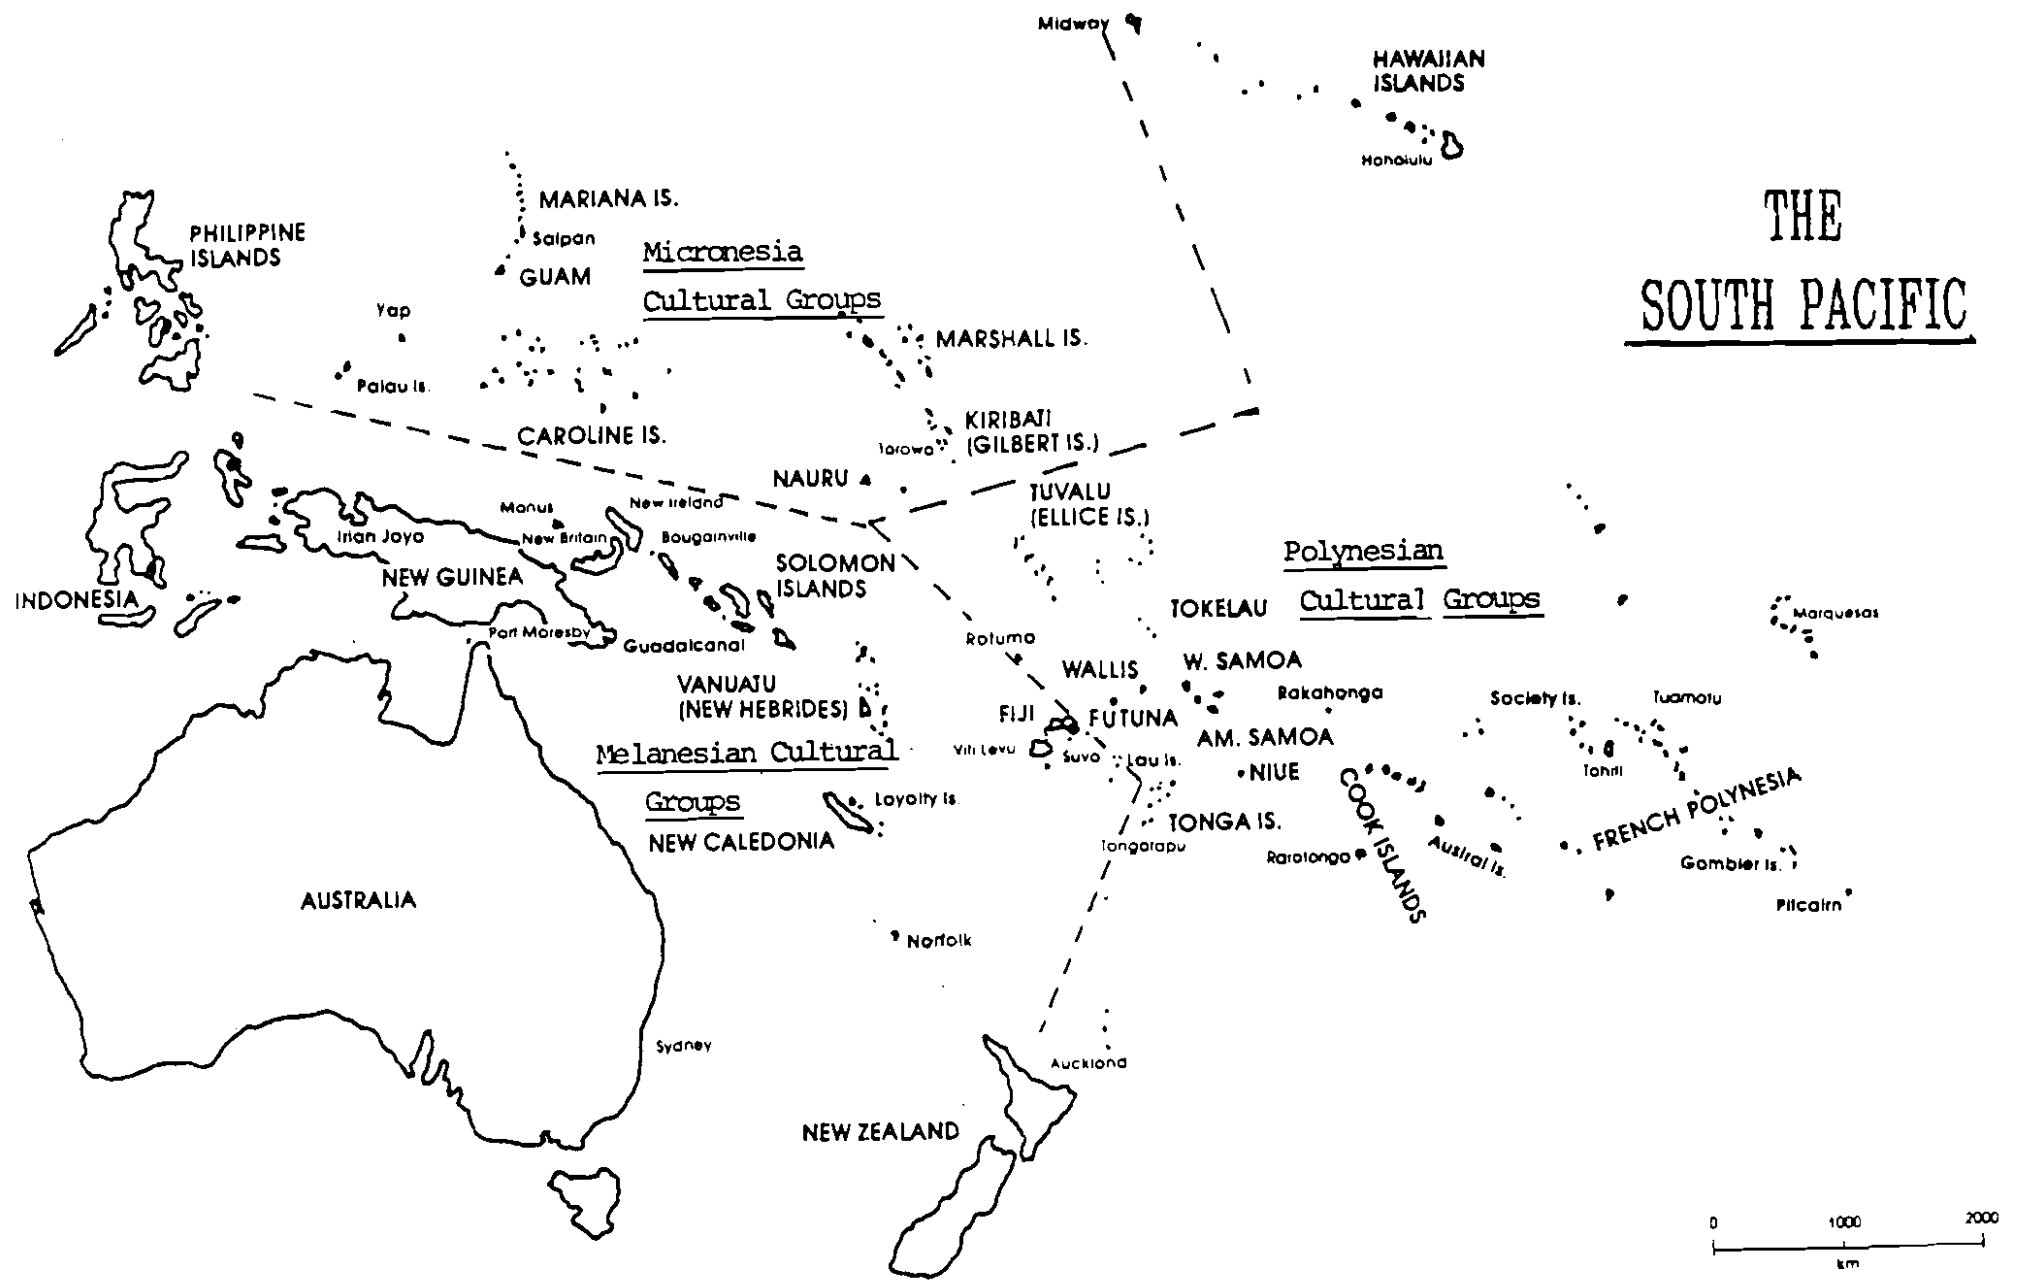 Midway
HAWAIIAN
ISLANDS
Honolulu
THE
SOUTH PACIFIC
PHILIPPINE
ISLANDS
MARIANA IS.
Saipan
GUAM
Micronesia
Cultural Groups
Yap
Palau Is.
MARSHALL IS.
CAROLINE IS.
KIRIBATI
(GILBERT IS.)
Tarawa
NAURU
TUVALU
(ELLICE IS.)
Manus
New Ireland
Irian Jaya
New Britain
Bougainville
NEW GUINEA
SOLOMON
ISLANDS
INDONESIA
Port Moresby
Guadalcanal
Polynesian
Cultural Groups
TOKELAU
Marquesas
Rotuma
WALLIS
W. SAMOA
Rakahanga
Society Is.
Tuamotu
VANUATU
(NEW HEBRIDES)
FIJI
FUTUNA
Viti Levu
Suva
Lau Is.
AM. SAMOA
NIUE
Tahiti
Melanesian Cultural
Groups
Loyalty Is.
NEW CALEDONIA
TONGA IS.
Tongatapu
COOK ISLANDS
Rarotonga
Austral Is.
FRENCH POLYNESIA
Gambier Is.
Pitcairn
AUSTRALIA
Norfolk
Sydney
Auckland
NEW ZEALAND
0 1000 2000
km